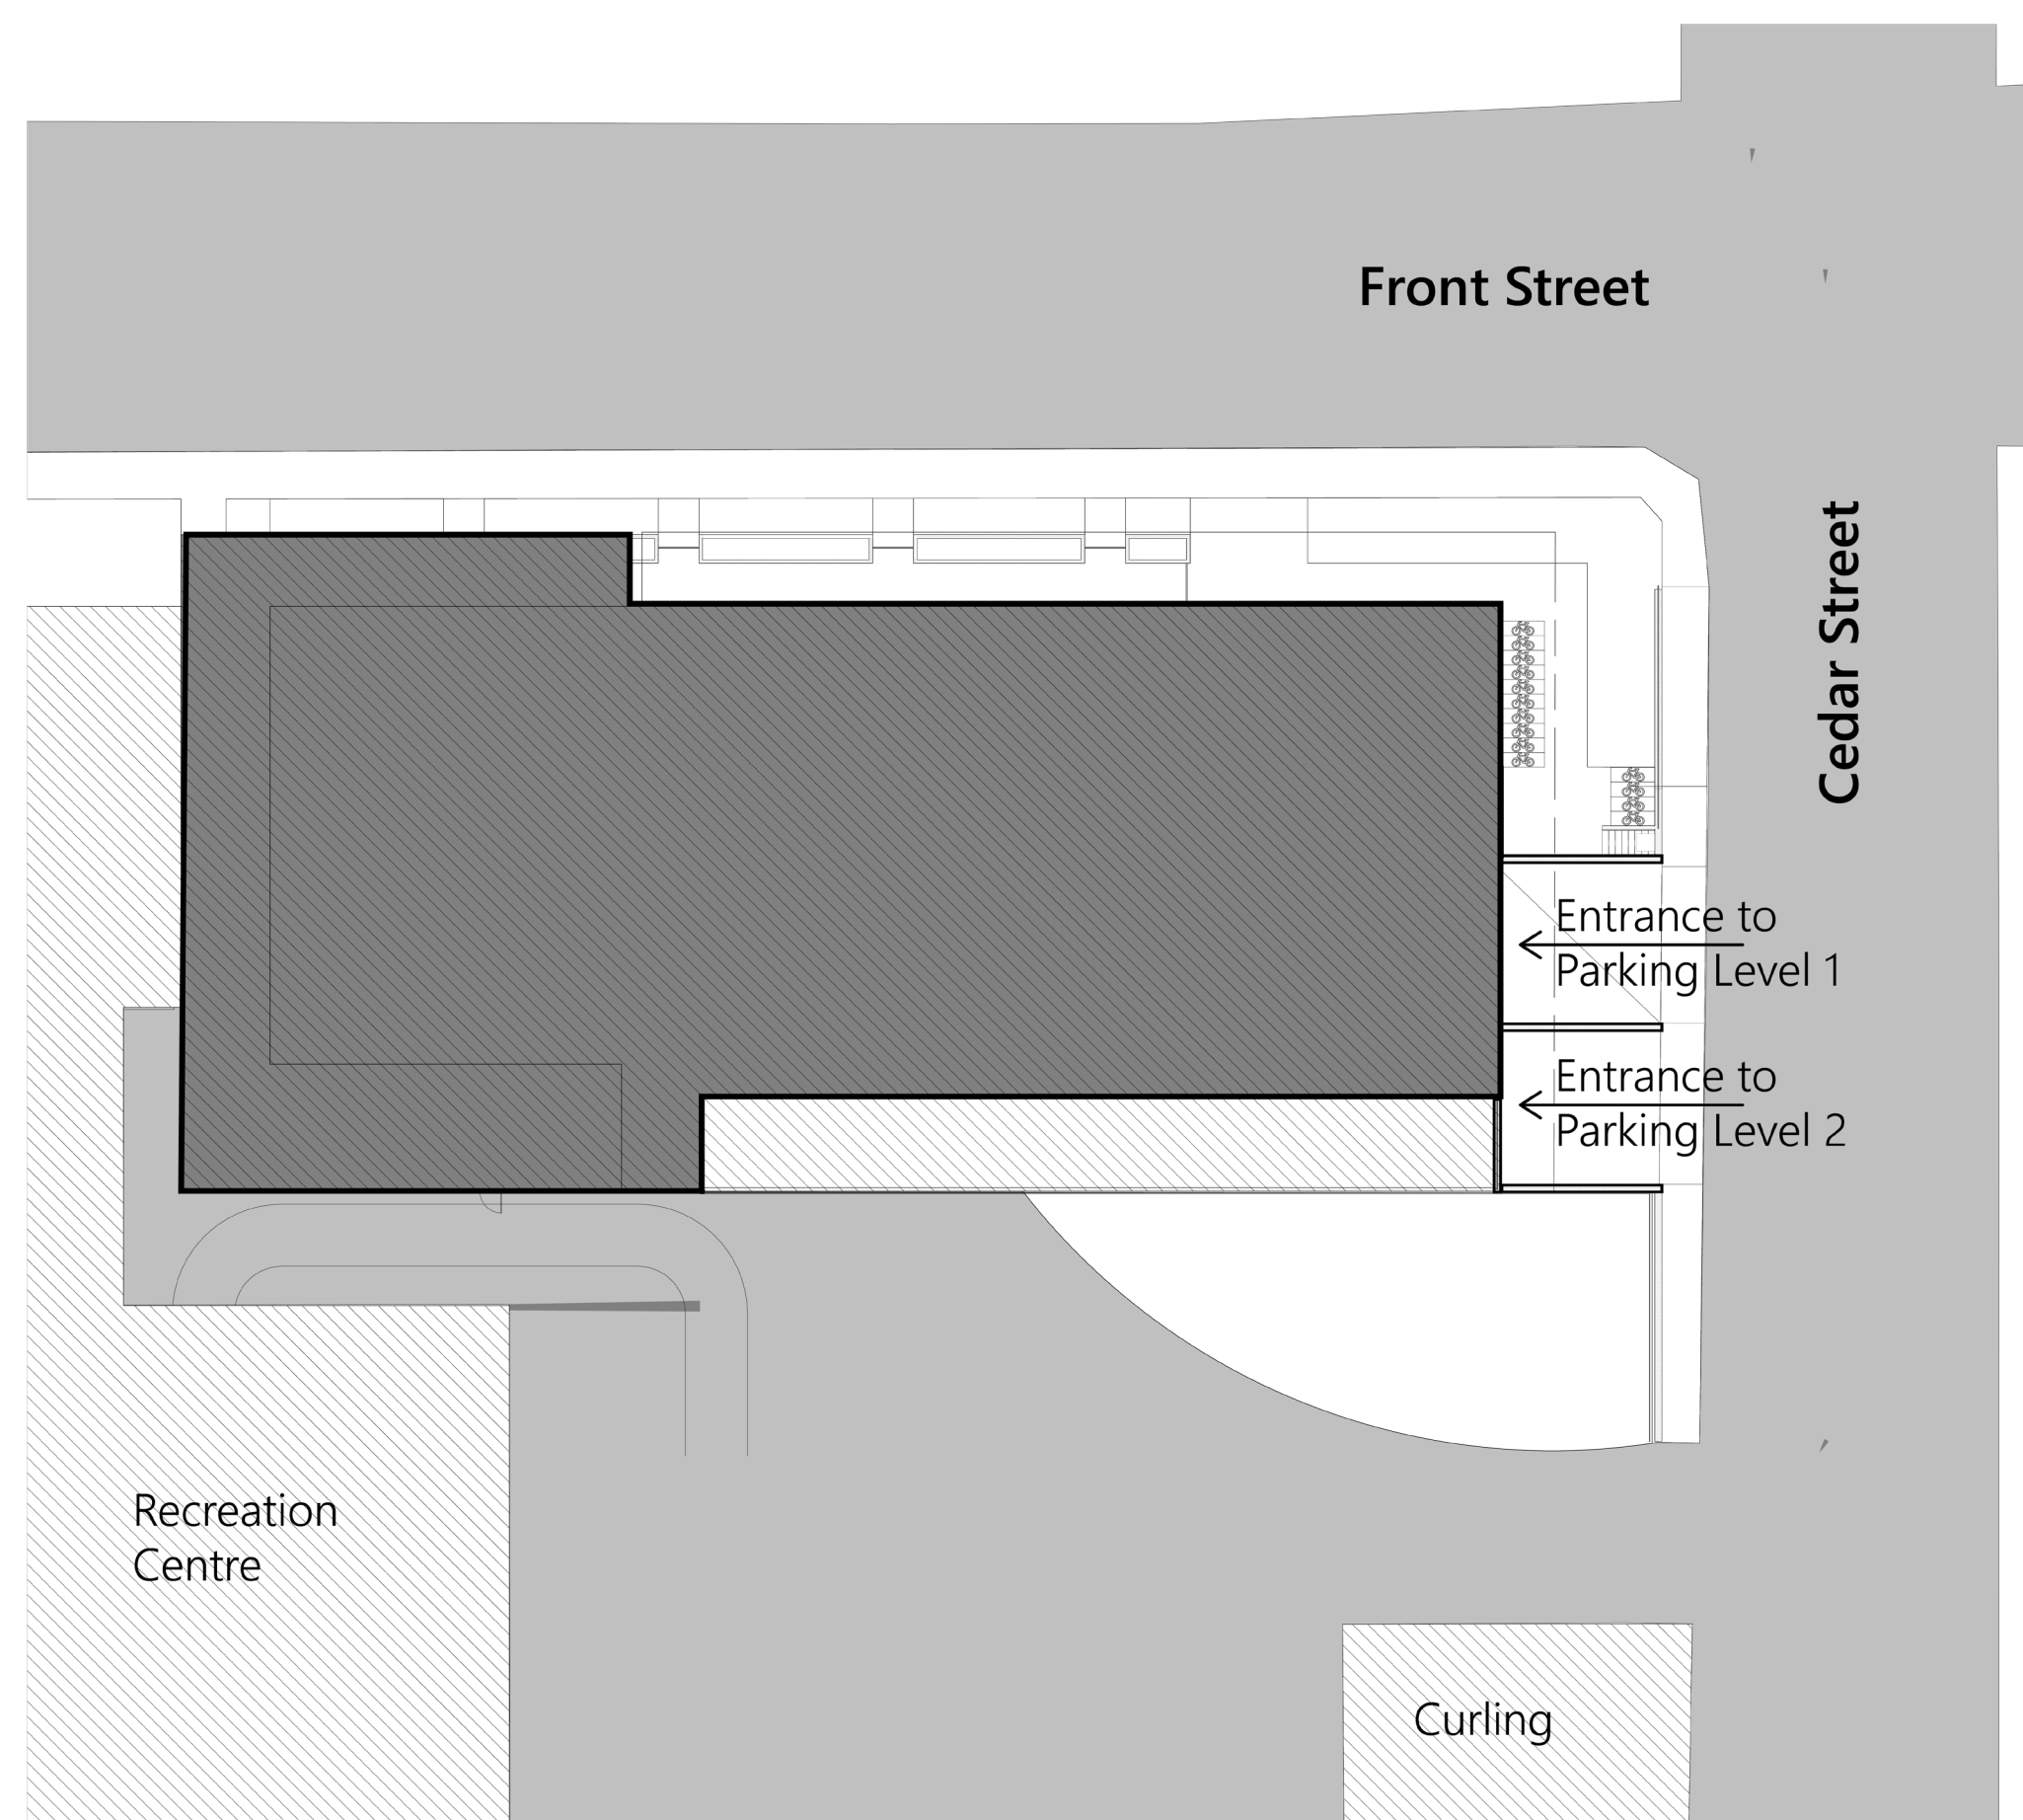 Front Street
Cedar Street
Entrance to
Parking Level 1
Entrance to
Parking Level 2
Recreation
Centre
Curling